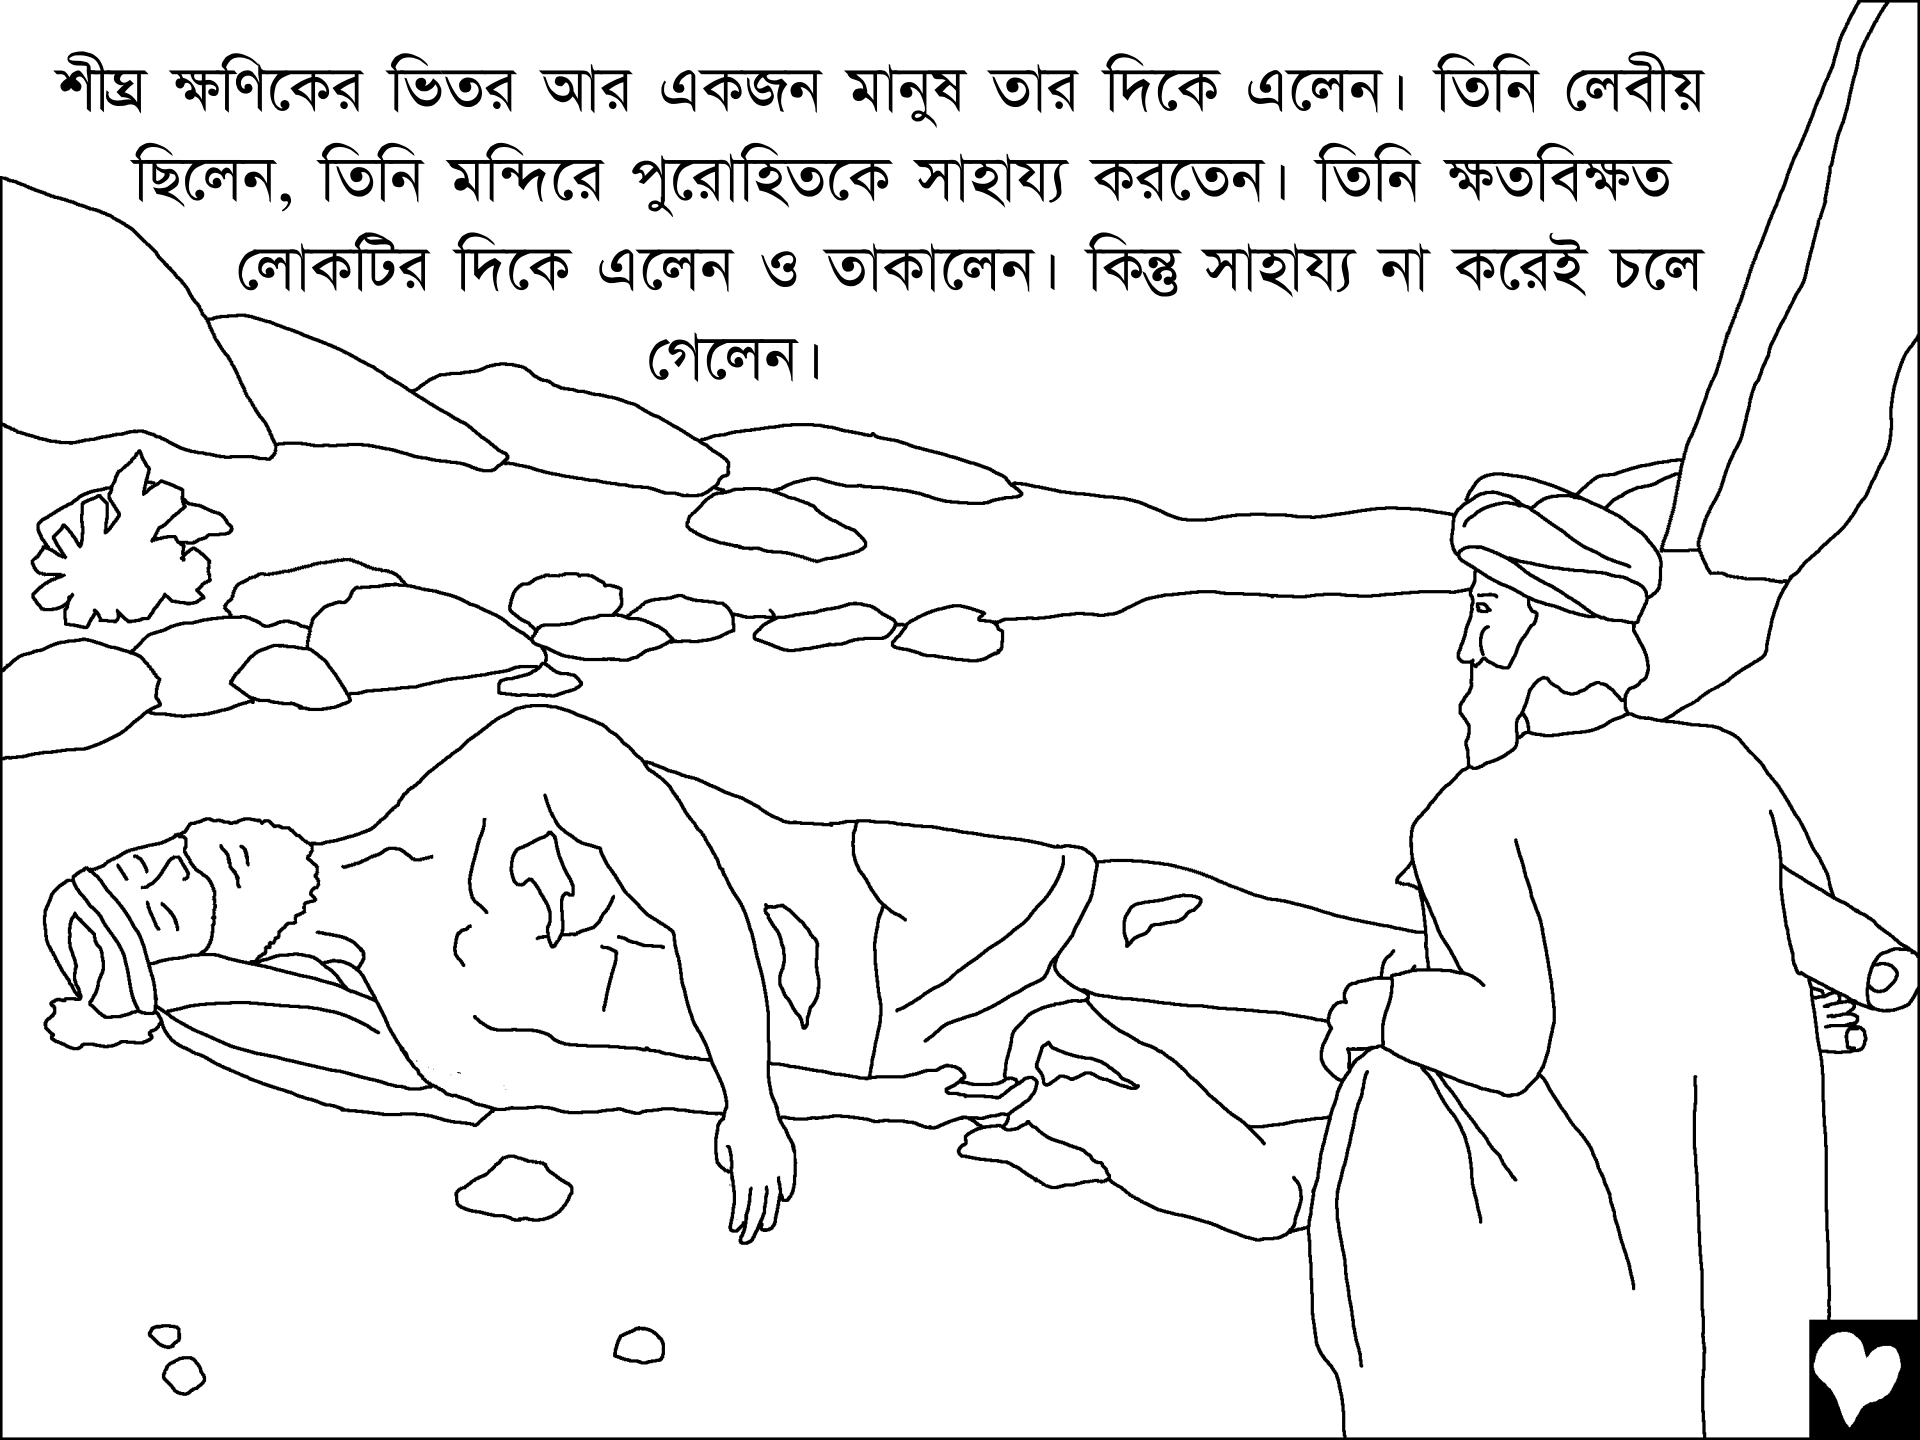 শীঘ্র ক্ষণিকের ভিতর আর একজন মানুষ তার দিকে এলেন। তিনি লেবীয়
ছিলেন, তিনি মন্দিরে পুরোহিতকে সাহায্য করতেন। তিনি ক্ষতবিক্ষত
লোকটির দিকে এলেন ও তাকালেন। কিন্তু সাহায্য না করেই চলে
গেলেন।